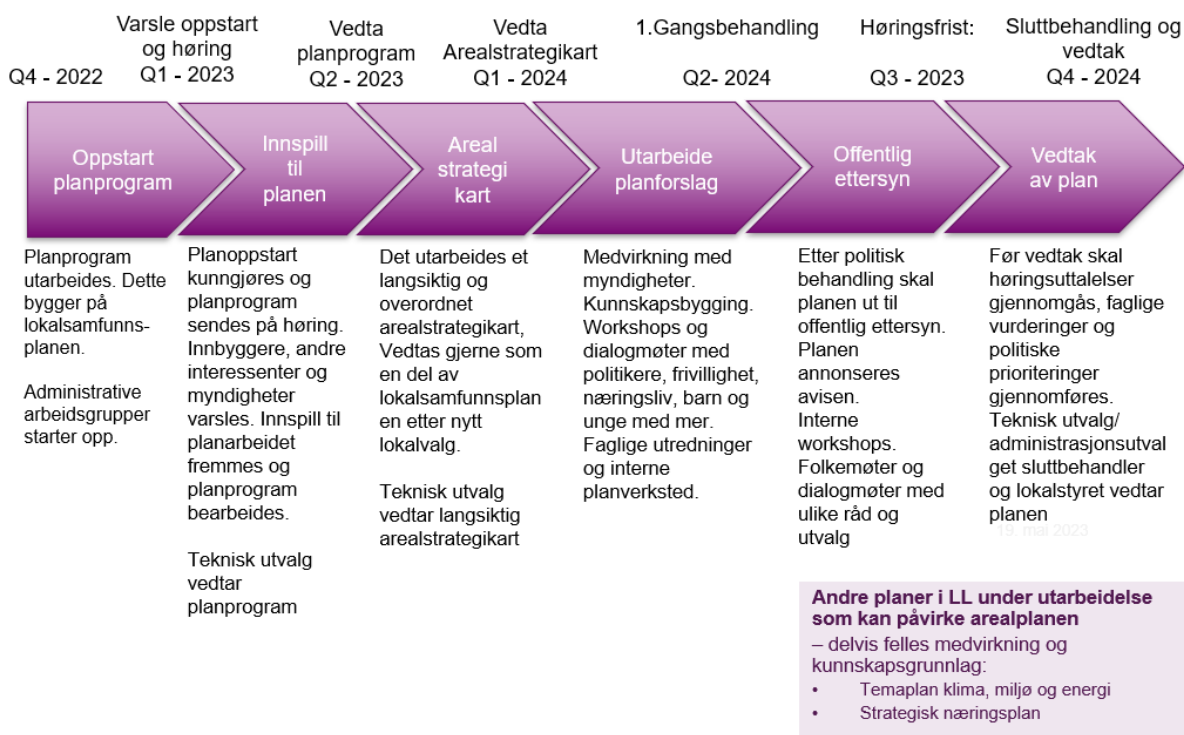 Varsle oppstart
og høring
Q4 - 2022
Q1 - 2023
Vedta
planprogram
Q2 - 2023
Vedta
Arealstrategikart
Q1 - 2024
1.Gangsbehandling
Q2- 2024
Høringsfrist:
Q3 - 2023
Sluttbehandling og
vedtak
Q4 - 2024
Oppstart
planprogram
Innspill
til
planen
Areal
strategi
kart
Utarbeide
planforslag
Offentlig
ettersyn
Vedtak
av plan
Planprogram
utarbeides. Dette
bygger på
lokalsamfunns-
planen.
Administrative
arbeidsgrupper
starter opp.
Planoppstart
kunngjøres og
planprogram
sendes på høring.
Innbyggere, andre
interessenter og
myndigheter
varsles. Innspill til
planarbeidet
fremmes og
planprogram
bearbeides.
Teknisk utvalg
vedtar
planprogram
Det utarbeides et
langsiktig og
overordnet
arealstrategikart,
Vedtas gjerne som
en del av
lokalsamfunnsplan
en etter nytt
lokalvalg.
Teknisk utvalg
vedtar langsiktig
arealstrategikart
Medvirkning med
myndigheter.
Kunnskapsbygging.
Workshops og
dialogmøter med
politikere, frivillighet,
næringsliv, barn og
unge med mer.
Faglige utredninger
og interne
planverksted.
Etter politisk
behandling skal
planen ut til
offentlig ettersyn.
Planen
annonseres
avisen.
Interne
workshops.
Folkemøter og
dialogmøter med
ulike råd og
utvalg
Før vedtak skal
høringsuttalelser
gjennomgås, faglige
vurderinger og
politiske
prioriteringer
gjennomføres.
Teknisk utvalg/
administrasjonsutval
get sluttbehandler
og lokalstyret vedtar
planen
19. mai 2023
Andre planer i LL under utarbeidelse
som kan påvirke arealplanen
– delvis felles medvirkning og
kunnskapsgrunnlag:
• Temaplan klima, miljø og energi
• Strategisk næringsplan